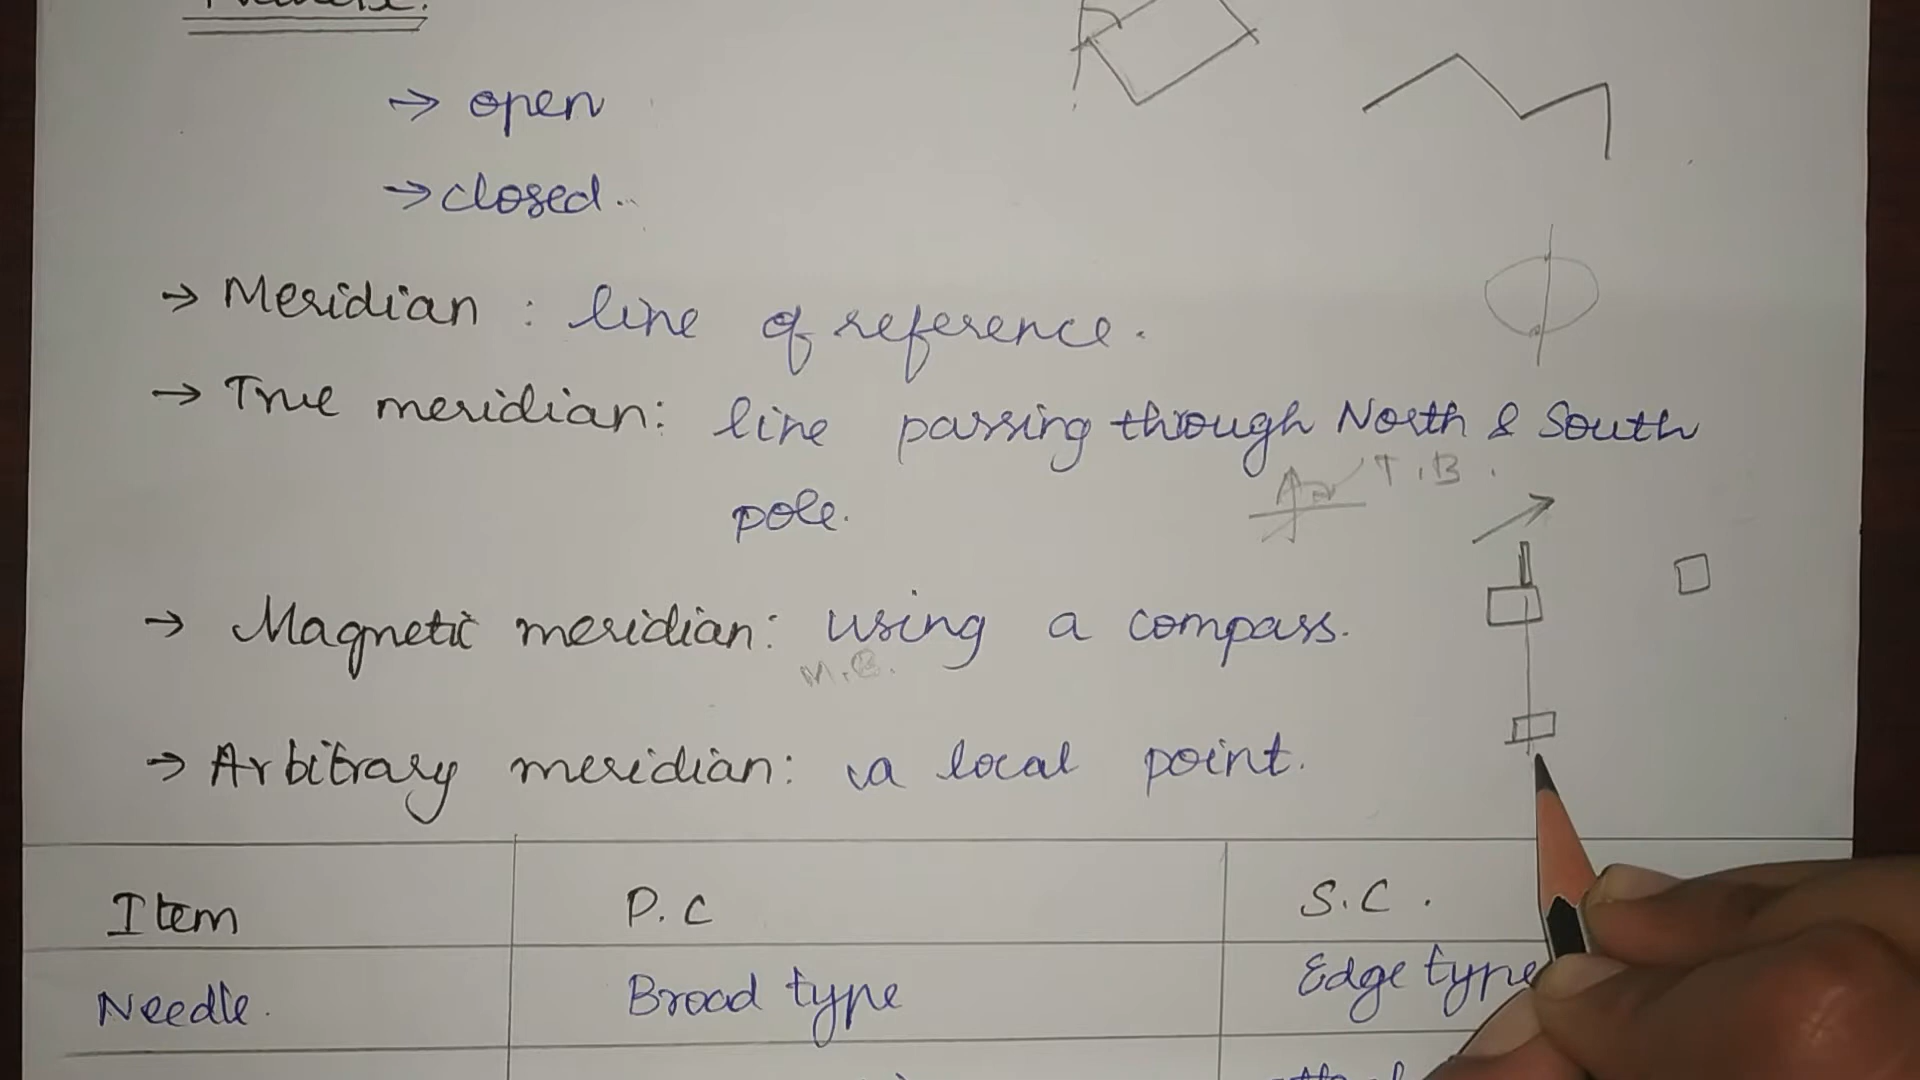 → open
→ closed..
→ Meridian : line of reference.
→ True meridian: line passing through North & South
pole.
T.B.
→ Magnetic meridian: using a compass.
M.B.
→ Arbitrary meridian: a local point.
Item P.C S.C.
Needle. Broad type Edge type